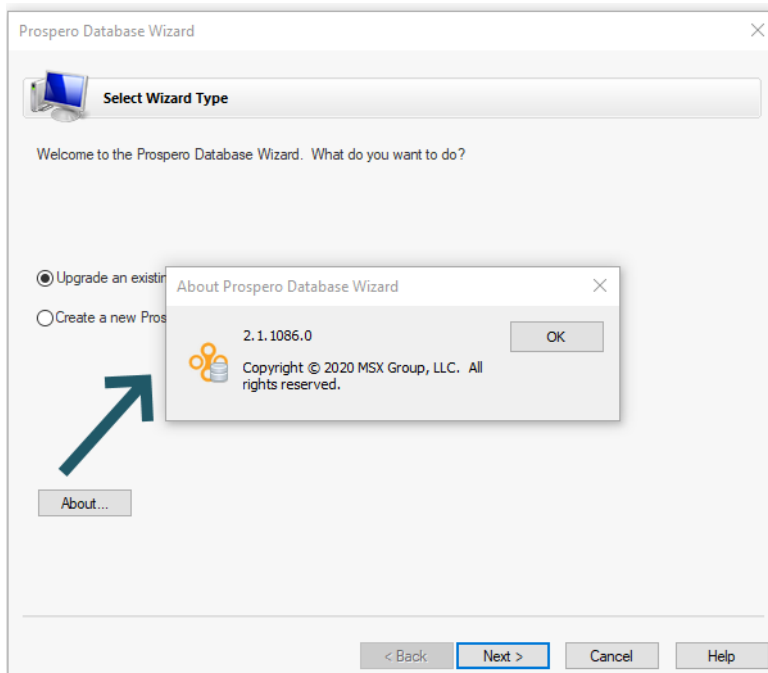 Prospero Database Wizard
Select Wizard Type
Welcome to the Prospero Database Wizard. What do you want to do?
Upgrade an
Create a new
About Prospero Database Wizard
2.1.1086.0
OK
Copyright © 2020 MSX Group, LLC. All
rights reserved.
About...
< Back
Next >
Cancel
Help